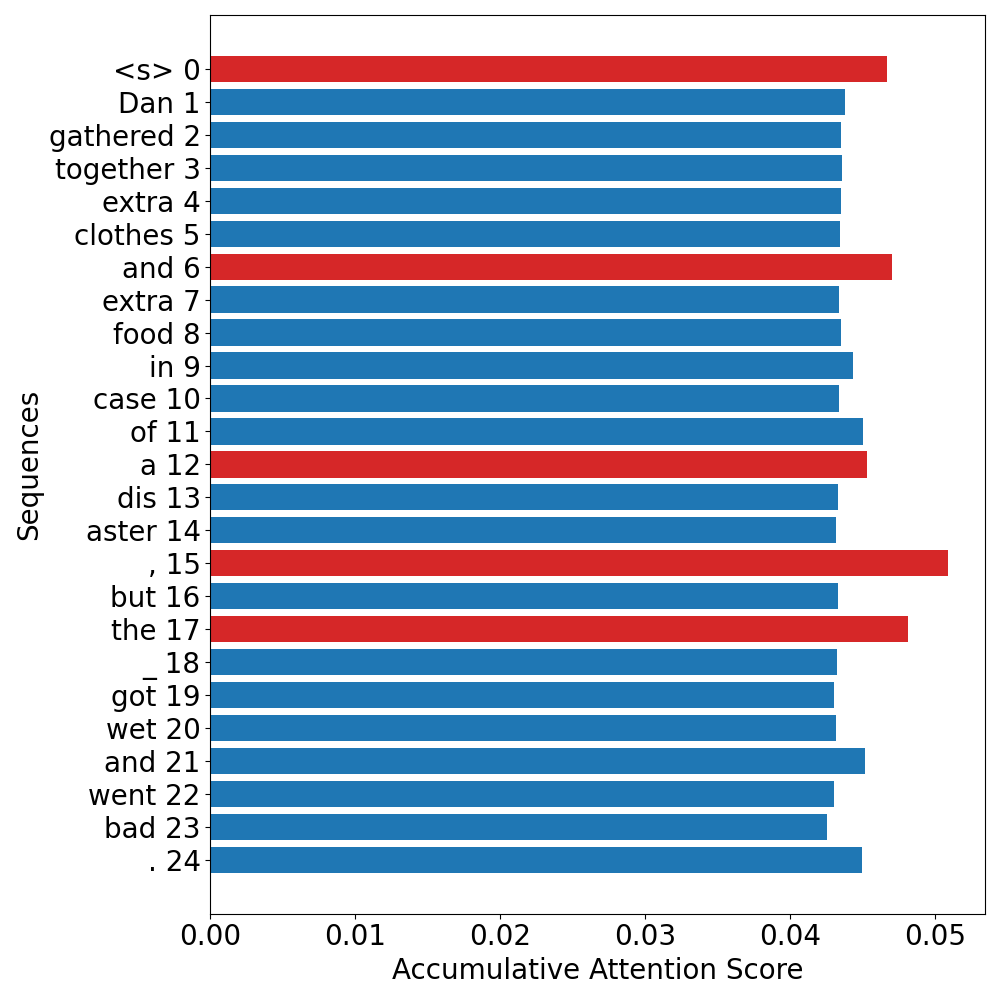 <s> 0
Dan 1
gathered 2
together 3
extra 4
clothes 5
and 6
extra 7
food 8
in 9
case 10
of 11
a 12
dis 13
aster 14
, 15
but 16
the 17
_ 18
got 19
wet 20
and 21
went 22
bad 23
. 24
Sequences
0.00 0.01 0.02 0.03 0.04 0.05
Accumulative Attention Score